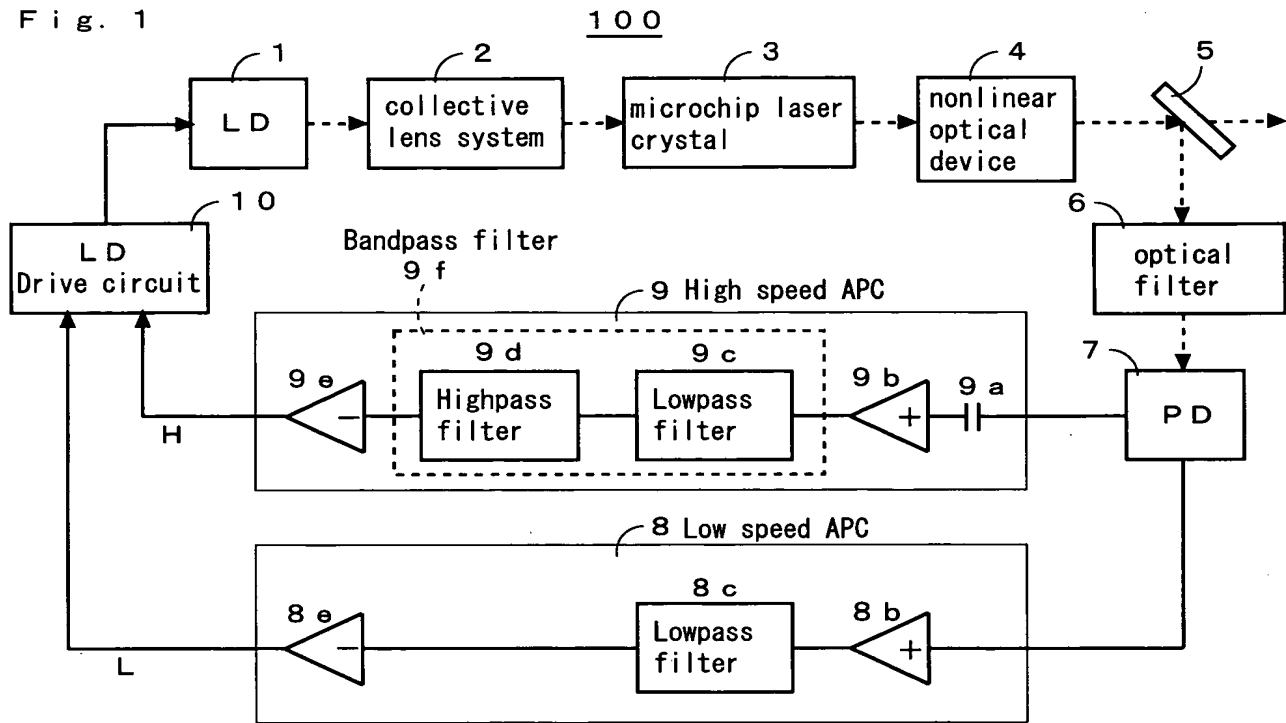 Fig. 1
100
1
LD
2
collective
lens system
3
microchip laser
crystal
4
nonlinear
optical
device
5
6
optical
filter
7
PD
10
LD
Drive circuit
Bandpass filter
9f
9 High speed APC
9e
−
9d
Highpass
filter
9c
Lowpass
filter
9b
+
9a
H
8 Low speed APC
8e
−
8c
Lowpass
filter
8b
+
L